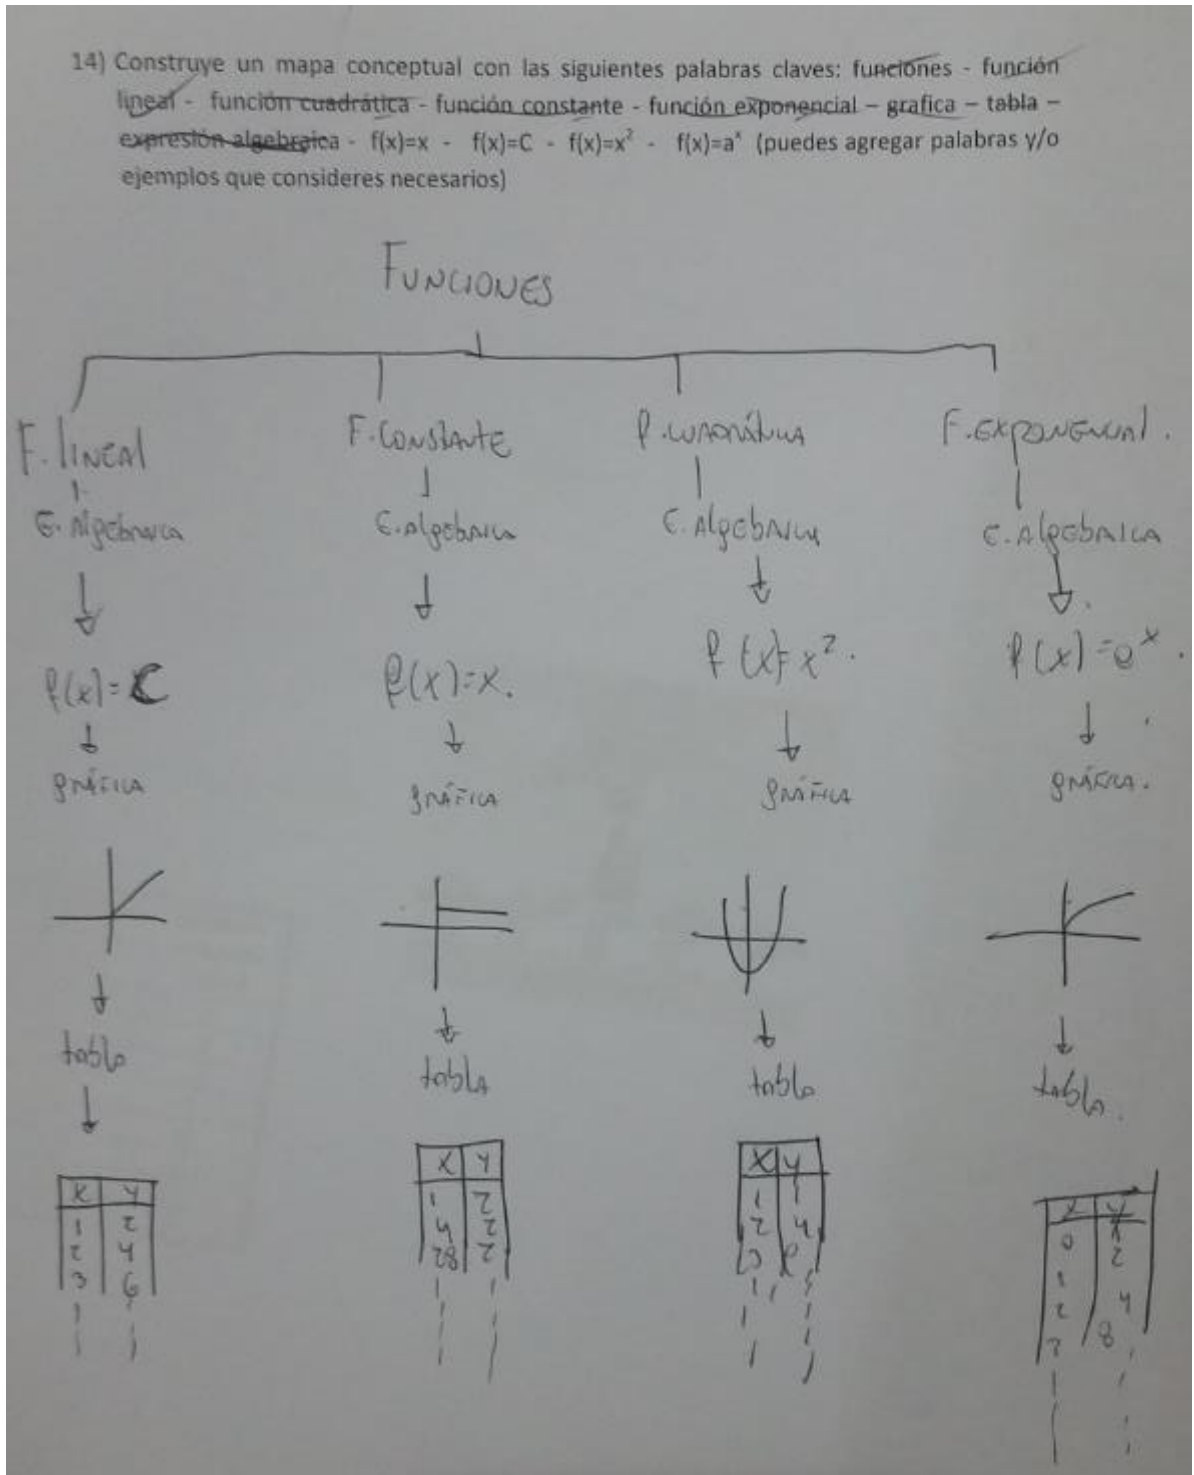 14) Construye un mapa conceptual con las siguientes palabras claves: funciones - función
lineal - función cuadrática - función constante - función exponencial – grafica – tabla –
expresión algebraica - f(x)=x - f(x)=C - f(x)=x² - f(x)=aˣ (puedes agregar palabras y/o
ejemplos que consideres necesarios)
FUNCIONES
F. lINEAl
F. CONStANtE
f. CUADRÁTICA
F. EXPONENCIAl.
E. AlgEbRAICA
E. AlgEbRAICA
E. AlgEbRAICA
E. AlgEbRAICA
f(x)=C
f(x)=x.
f(x)=x².
f(x)=
gRÁFICA
gRÁFICA
gRÁFICA
gRÁFICA.
tabla
tablA
tabla
tabla.
X Y
1 2
2 4
3 6
X Y
1 2
4 2
28 2
X Y
1 1
2 4
X Y
0
1 2
2 4
8